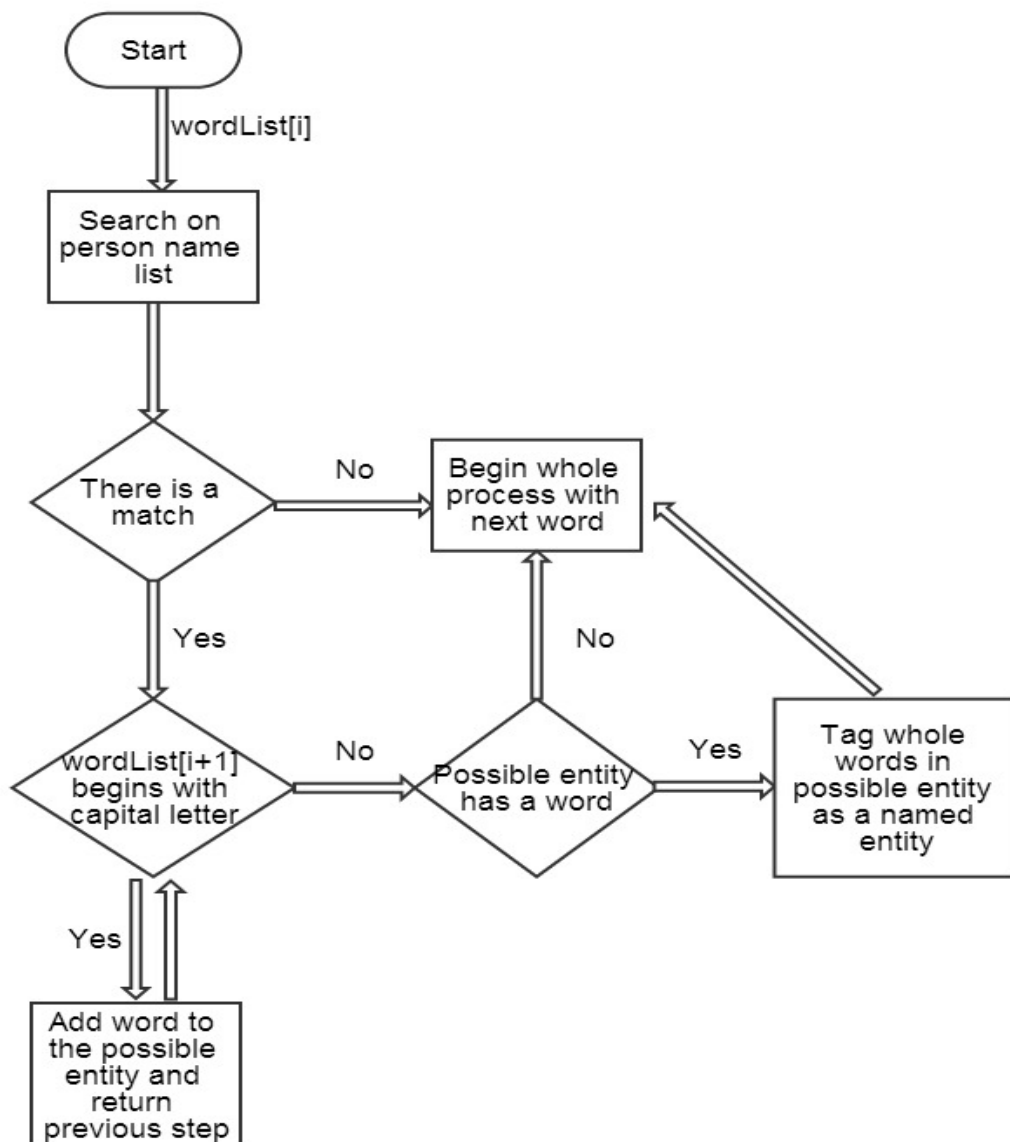 Start
wordList[i]
Search on
person name
list
There is a
match
No
Begin whole
process with
next word
Yes
No
wordList[i+1]
begins with
capital letter
No
Possible entity
has a word
Yes
Tag whole
words in
possible entity
as a named
entity
Yes
Add word to
the possible
entity and
return
previous step